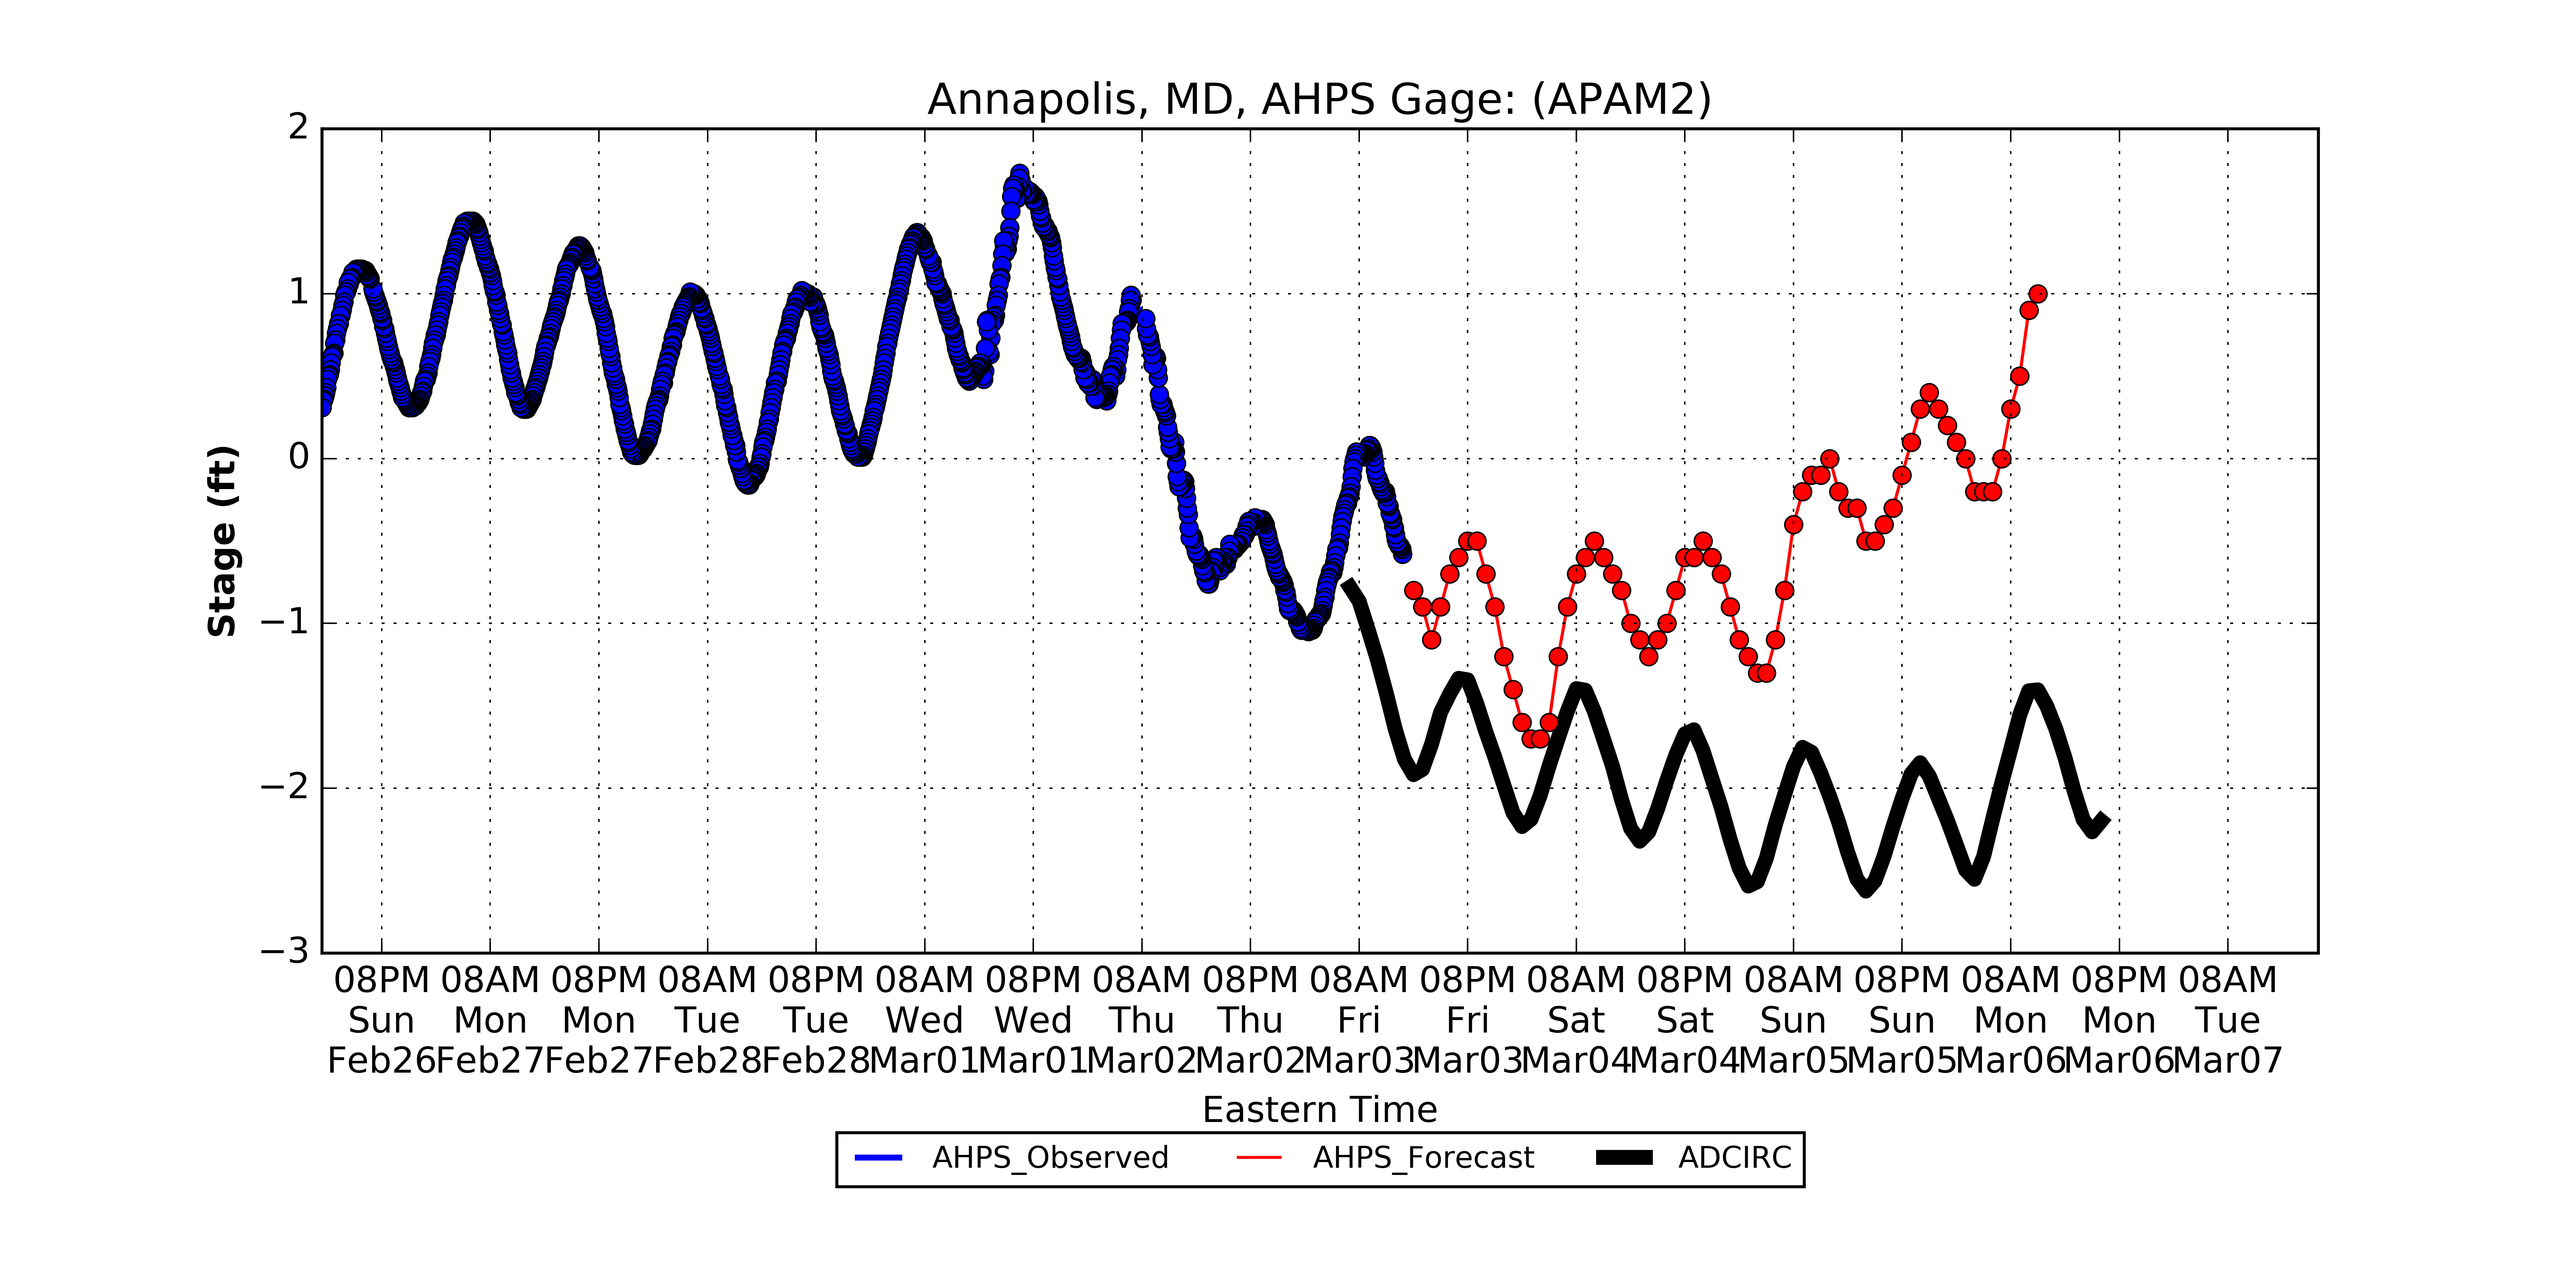 Annapolis, MD, AHPS Gage: (APAM2)
2
1
0
−1
−2
−3
Stage (ft)
08PM 08AM 08PM 08AM 08PM 08AM 08PM 08AM 08PM 08AM 08PM 08AM 08PM 08AM 08PM 08AM 08PM 08AM
Sun Mon Mon Tue Tue Wed Wed Thu Thu Fri Fri Sat Sat Sun Sun Mon Mon Tue
Feb26 Feb27 Feb27 Feb28 Feb28 Mar01 Mar01 Mar02 Mar02 Mar03 Mar03 Mar04 Mar04 Mar05 Mar05 Mar06 Mar06 Mar07
Eastern Time
AHPS_Observed AHPS_Forecast ADCIRC